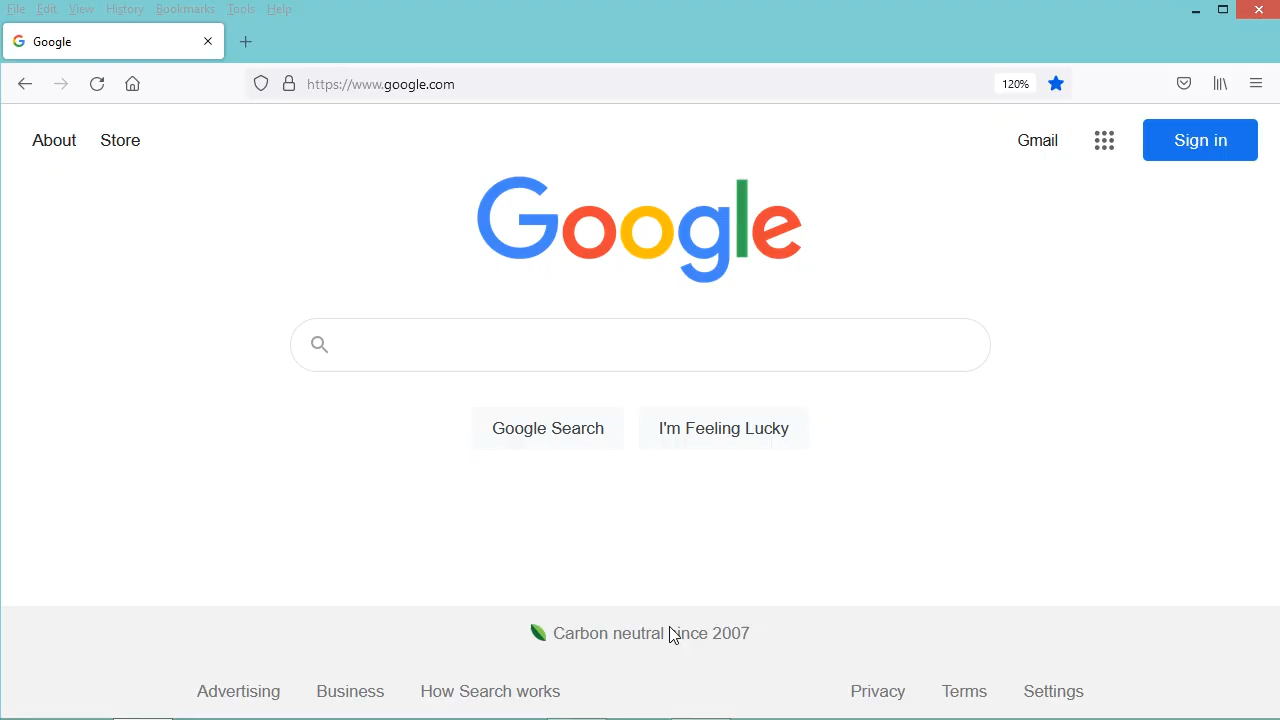 File Edit View History Bookmarks Tools Help
Google
https://www.google.com 120%
About Store Gmail Sign in
Google
Google Search I'm Feeling Lucky
Carbon neutral since 2007
Advertising Business How Search works Privacy Terms Settings